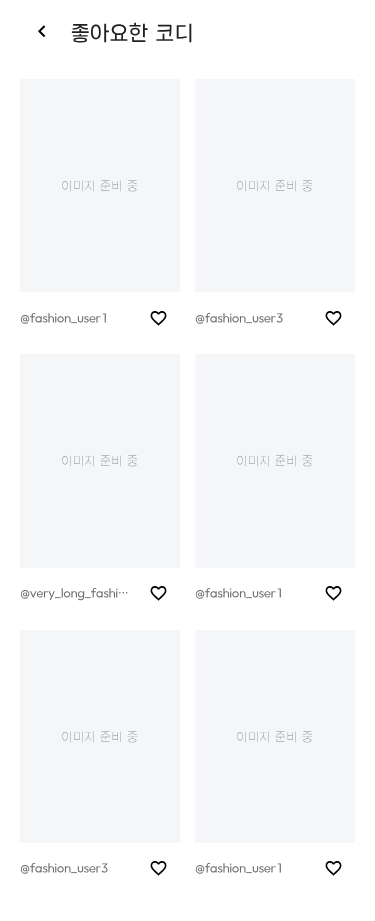 좋아요한 코디
이미지 준비 중
이미지 준비 중
@fashion_user1
@fashion_user3
이미지 준비 중
이미지 준비 중
@very_long_fashi…
@fashion_user1
이미지 준비 중
이미지 준비 중
@fashion_user3
@fashion_user1